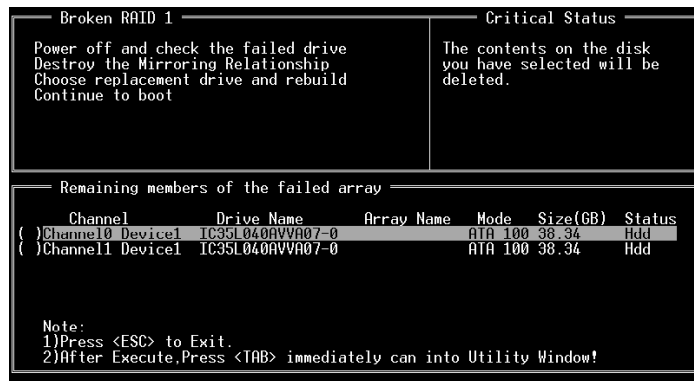 Broken RAID 1
Power off and check the failed drive
Destroy the Mirroring Relationship
Choose replacement drive and rebuild
Continue to boot
Critical Status
The contents on the disk
you have selected will be
deleted.
Remaining members of the failed array
Channel Drive Name Array Name Mode Size(GB) Status
( )Channel0 Device1 IC35L040AVVA07-0 ATA 100 38.34 Hdd
( )Channel1 Device1 IC35L040AVVA07-0 ATA 100 38.34 Hdd
Note:
1)Press <ESC> to Exit.
2)After Execute,Press <TAB> immediately can into Utility Window!